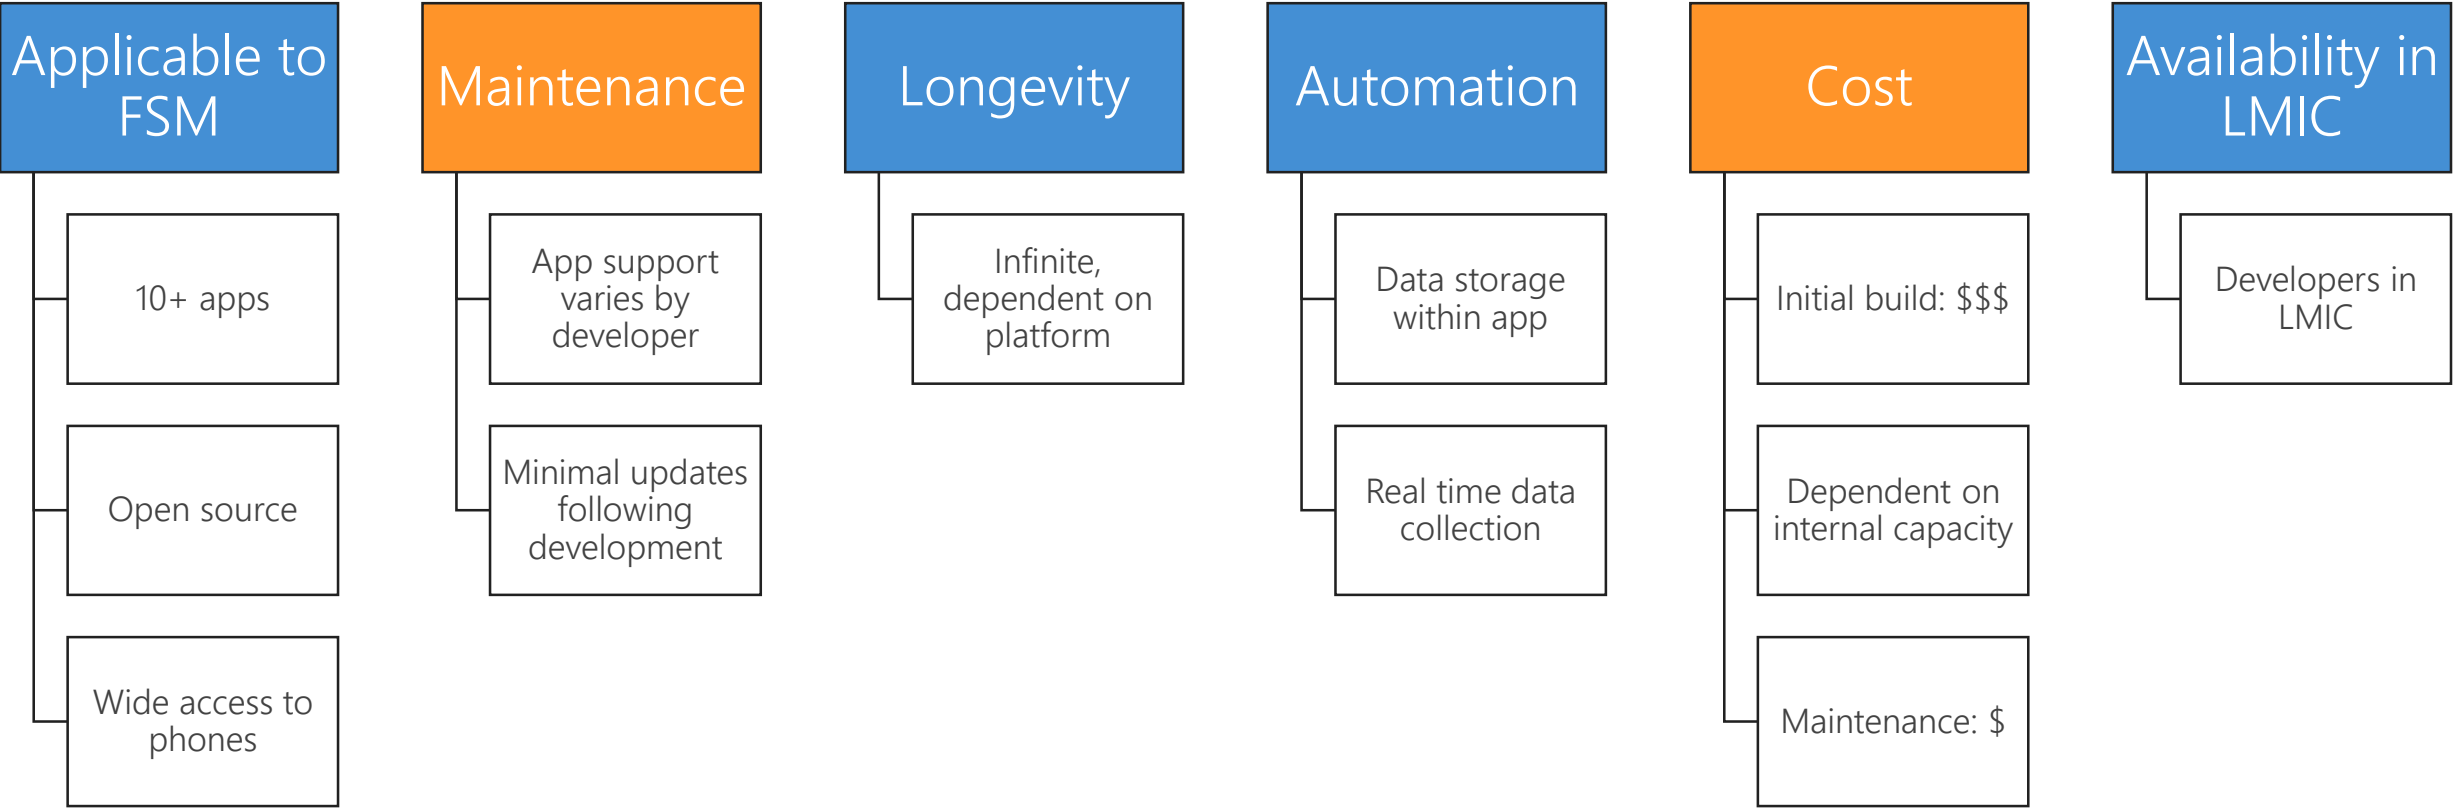 Applicable to
FSM
10+ apps
Open source
Wide access to
phones
Maintenance
App support
varies by
developer
Minimal updates
following
development
Longevity
Infinite,
dependent on
platform
Automation
Data storage
within app
Real time data
collection
Cost
Initial build: $$$
Dependent on
internal capacity
Maintenance: $
Availability in
LMIC
Developers in
LMIC